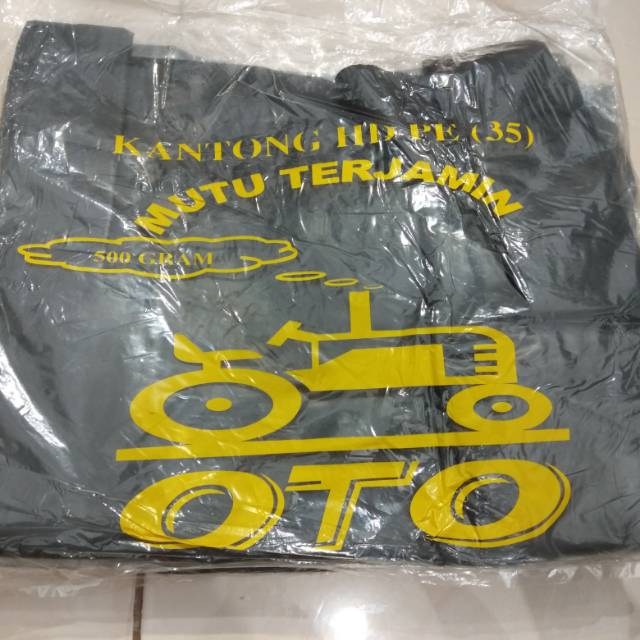 KANTONG HD PE (35)
MUTU TERJAMIN
500 GRAM
OTO